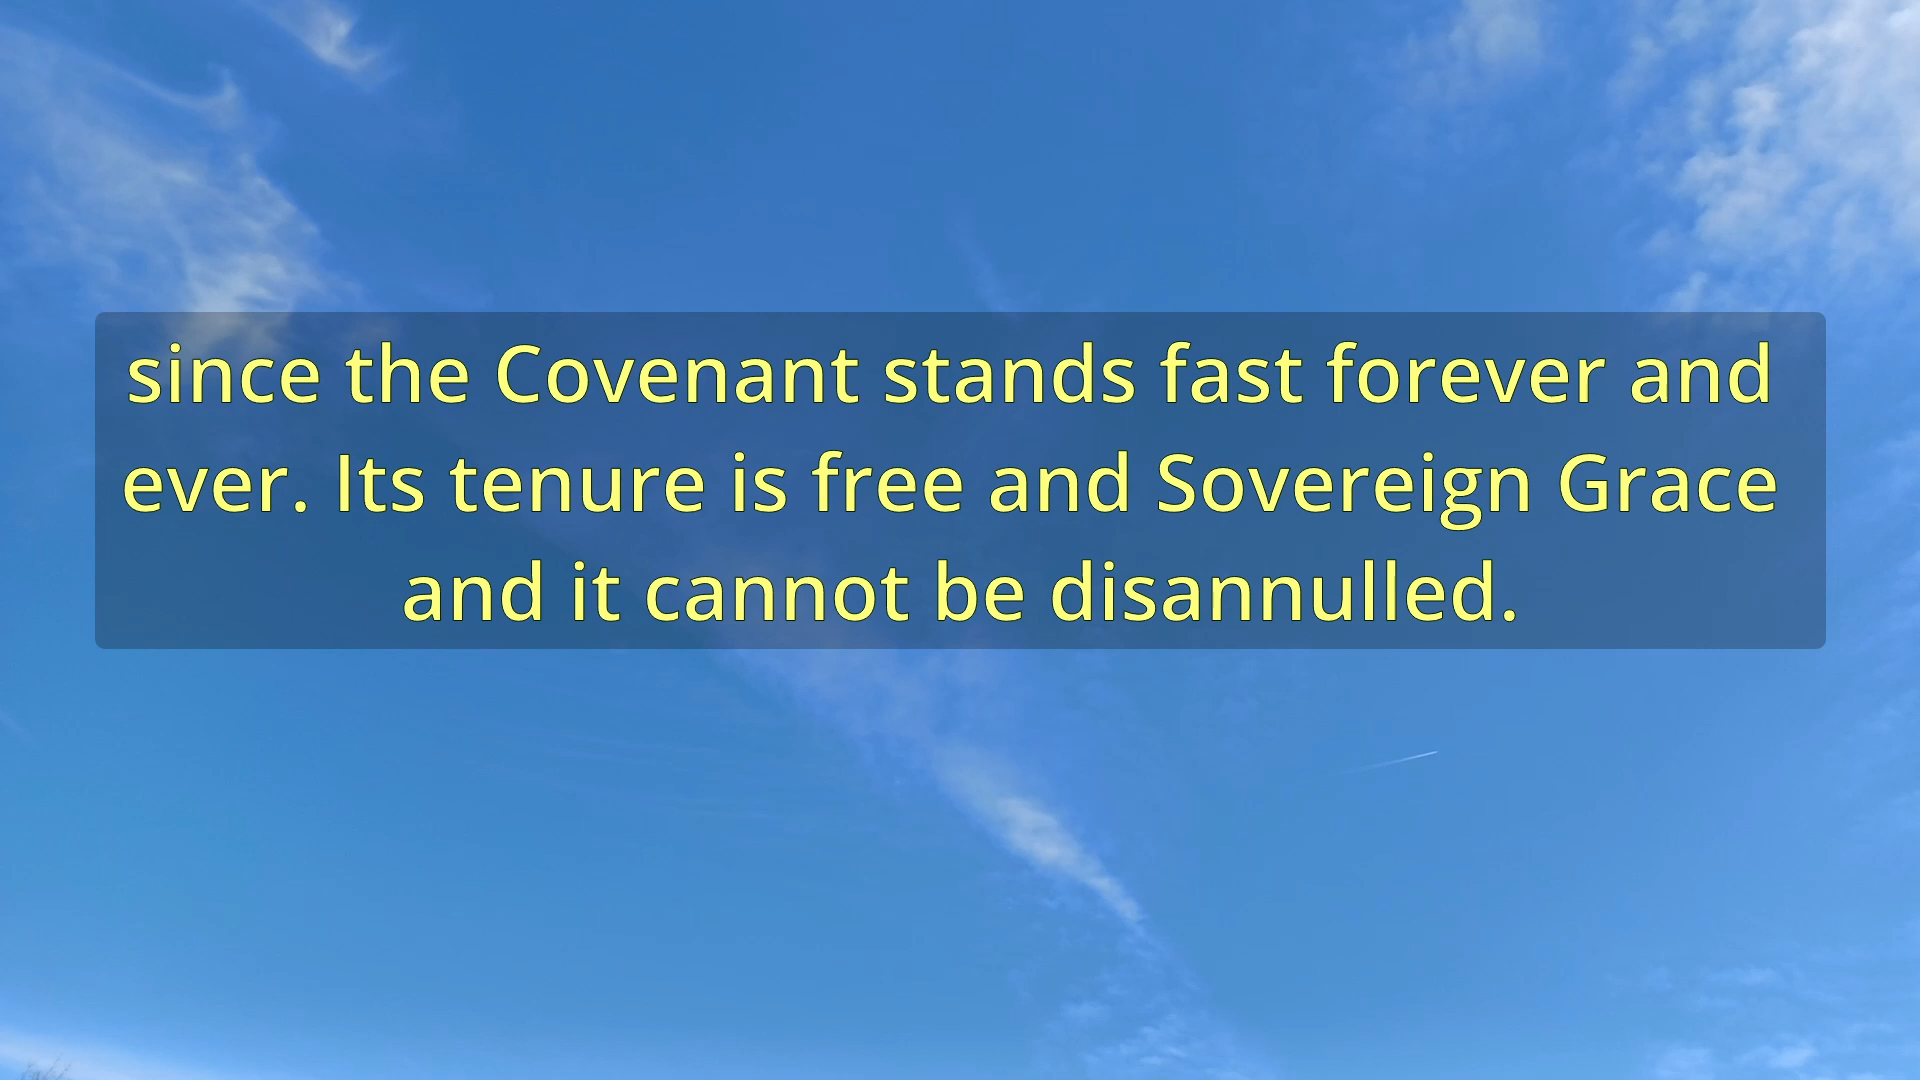 since the Covenant stands fast forever and
ever. Its tenure is free and Sovereign Grace
and it cannot be disannulled.